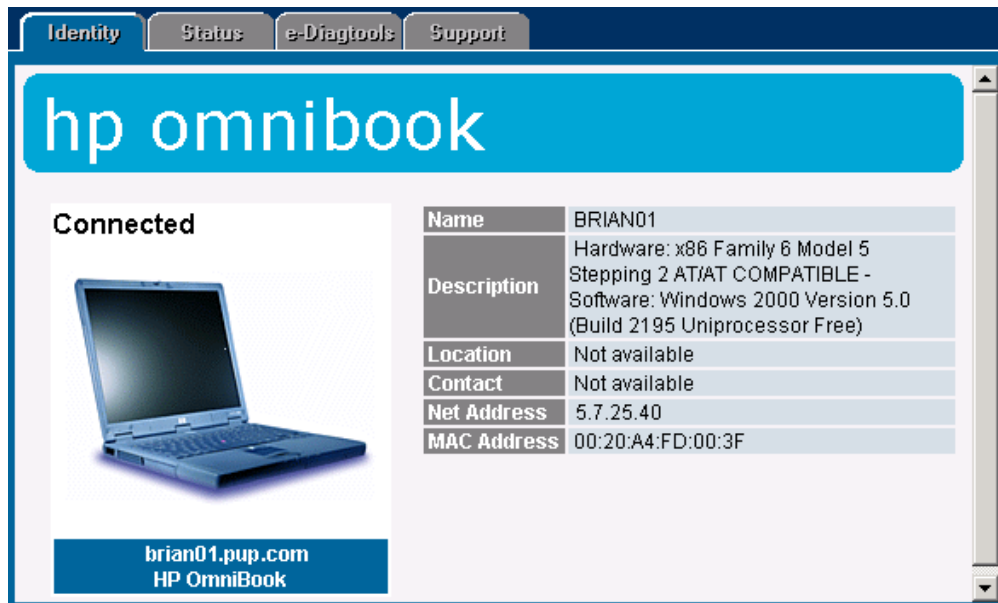 Identity Status e-Diagtools Support
hp omnibook
Connected
Name BRIAN01
Description Hardware: x86 Family 6 Model 5
Stepping 2 AT/AT COMPATIBLE -
Software: Windows 2000 Version 5.0
(Build 2195 Uniprocessor Free)
Location Not available
Contact Not available
Net Address 5.7.25.40
MAC Address 00:20:A4:FD:00:3F
brian01.pup.com
HP OmniBook